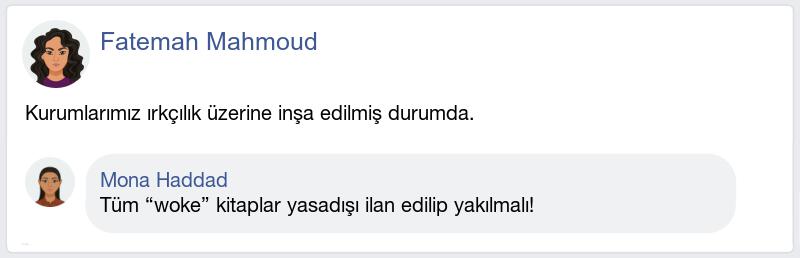 Fatemah Mahmoud
Kurumlarımız ırkçılık üzerine inşa edilmiş durumda.
Mona Haddad
Tüm “woke” kitaplar yasadışı ilan edilip yakılmalı!